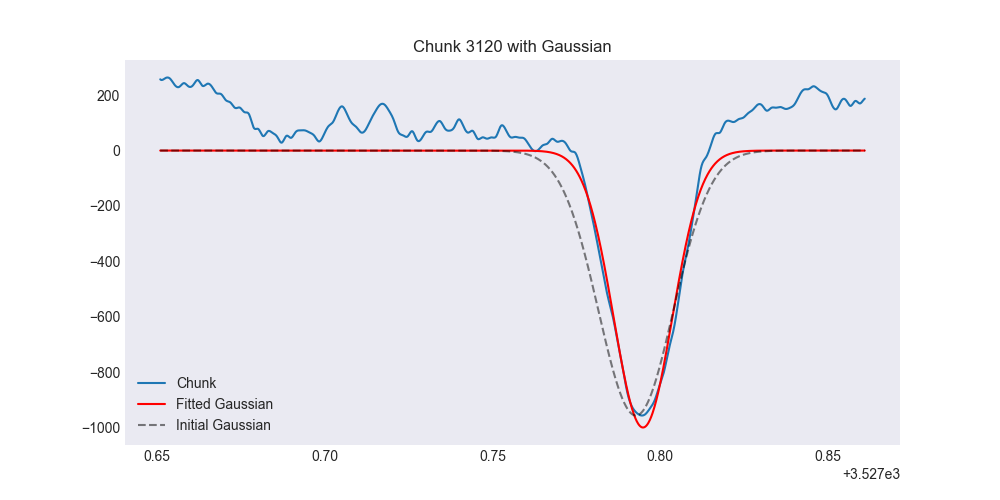 Chunk 3120 with Gaussian
200
0
−200
−400
−600
−800
−1000
Chunk
Fitted Gaussian
Initial Gaussian
0.65 0.70 0.75 0.80 0.85
+3.527e3